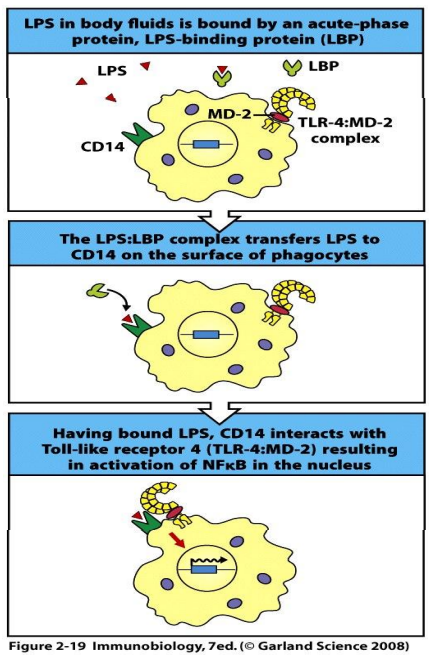 LPS in body fluids is bound by an acute-phase
protein, LPS-binding protein (LBP)
LPS
LBP
MD-2
TLR-4:MD-2
complex
CD14
The LPS:LBP complex transfers LPS to
CD14 on the surface of phagocytes
Having bound LPS, CD14 interacts with
Toll-like receptor 4 (TLR-4:MD-2) resulting
in activation of NFκB in the nucleus
Figure 2-19 Immunobiology, 7ed. (© Garland Science 2008)